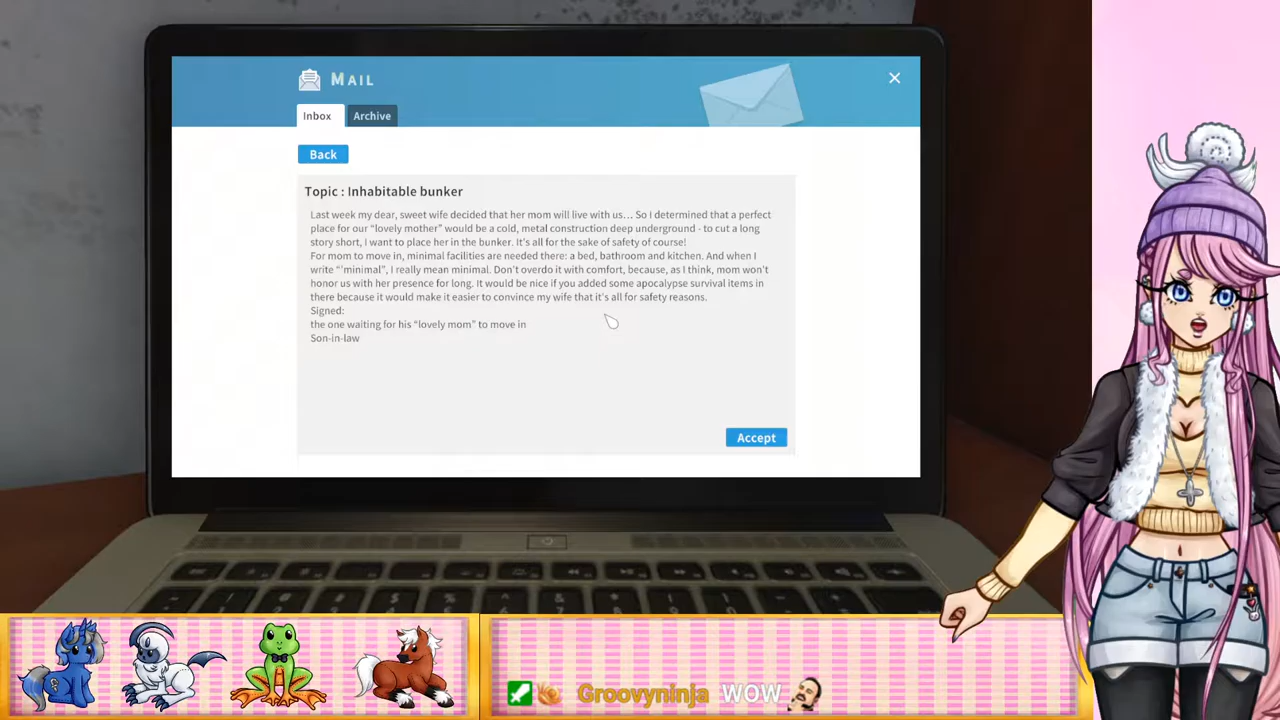 MAIL
Inbox
Archive
Back
Topic : Inhabitable bunker
Last week my dear, sweet wife decided that her mom will live with us… So I determined that a perfect
place for our “lovely mother” would be a cold, metal construction deep underground - to cut a long
story short, I want to place her in the bunker. It's all for the sake of safety of course!
For mom to move in, minimal facilities are needed there: a bed, bathroom and kitchen. And when I
write “'minimal”, I really mean minimal. Don't overdo it with comfort, because, as I think, mom won't
honor us with her presence for long. It would be nice if you added some apocalypse survival items in
there because it would make it easier to convince my wife that it's all for safety reasons.
Signed:
the one waiting for his “lovely mom” to move in
Son-in-law
Accept
Groovyninja WOW